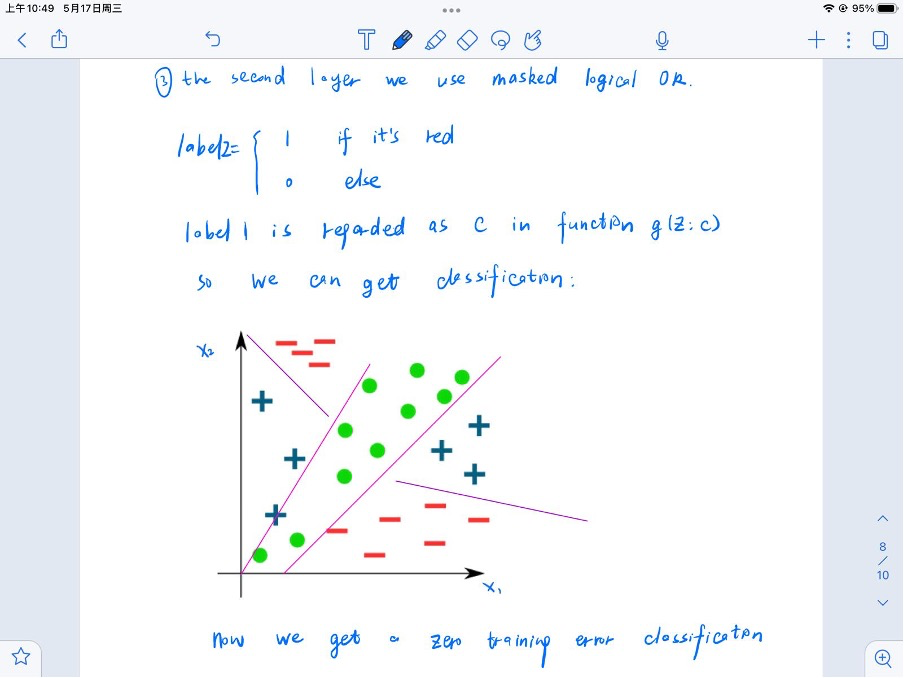 上午10:49 5月17日周三
95%
③ the second layer we use masked logical OR.
label2= { 1 if it's red
0 else
label 1 is regarded as c in function g(z:c)
so we can get classification:
x₂
x₁
8
/
10
now we get a zero training error classification